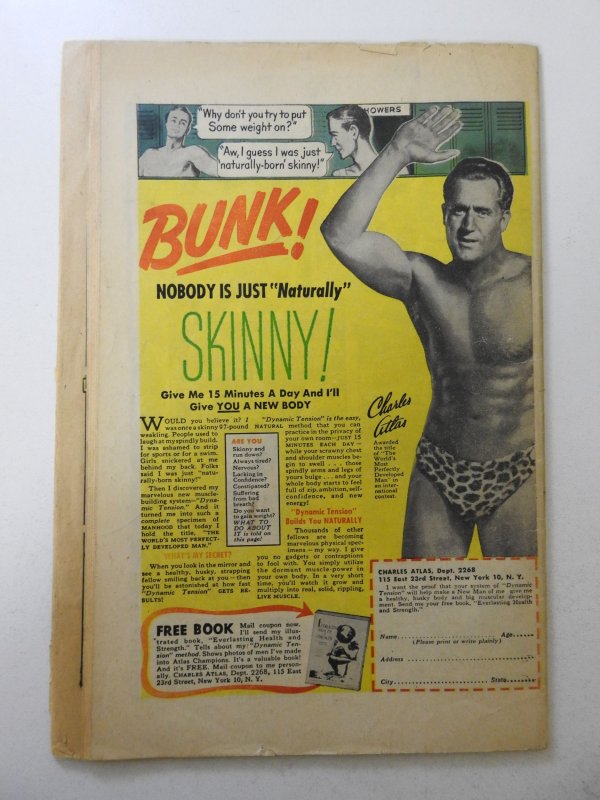 "Why don't you try to put
Some weight on?"
HOWERS
"Aw, I guess I was just
'naturally-born' skinny!"
BUNK!
NOBODY IS JUST "Naturally"
SKINNY!
Give Me 15 Minutes A Day And I'll
Give YOU A NEW BODY
Charles
Atlas
Awarded
the title
of "The
World's
Most
Perfectly
Developed
Man" in
an inter-
national
contest.
WOULD you believe it? I
was once a skinny 97-pound
weakling. People used to
laugh at my spindly build.
I was ashamed to strip
for sports or for a swim.
Girls snickered at me
behind my back. Folks
said I was just "natu-
rally-born skinny!"
Then I discovered my
marvelous new muscle-
building system—"Dyna-
mic Tension." And it
turned me into such a
complete specimen of
MANHOOD that today I
hold the title, "THE
WORLD'S MOST PERFECT-
LY DEVELOPED MAN."
WHAT'S MY SECRET?
When you look in the mirror and
see a healthy, husky, strapping
fellow smiling back at you—then
you'll be astonished at how fast
"Dynamic Tension" GETS RE-
SULTS!
ARE YOU
Skinny and
run down?
Always tired?
Nervous?
Lacking in
Confidence?
Constipated?
Suffering
from bad
breath?
Do you want
to gain weight?
WHAT TO
DO ABOUT
IT is told on
this page!
"Dynamic Tension" is the easy,
NATURAL method that you can
practice in the privacy of
your own room—JUST 15
MINUTES EACH DAY—
while your scrawny chest
and shoulder muscles be-
gin to swell . . . those
spindly arms and legs of
yours bulge . . . and your
whole body starts to feel
full of zip, ambition, self-
confidence, and new
energy!
"Dynamic Tension"
Builds You NATURALLY
Thousands of other
fellows are becoming
marvelous physical spec-
imens—my way. I give
you no gadgets or contraptions
to fool with. You simply utilize
the dormant muscle-power in
your own body. In a very short
time, you'll watch it grow and
multiply into real, solid, rippling,
LIVE MUSCLE.
FREE BOOK Mail coupon now.
I'll send my illus-
trated book, "Everlasting Health and
Strength." Tells about my "Dynamic Ten-
sion" method. Shows photos of men I've made
into Atlas Champions. It's a valuable book!
And it's FREE. Mail coupon to me person-
ally. CHARLES ATLAS, Dept. 2268, 115 East
23rd Street, New York 10, N. Y.
CHARLES ATLAS, Dept. 2268
115 East 23rd Street, New York 10, N. Y.
I want the proof that your system of "Dynamic
Tension" will help make a New Man of me—give me
a healthy, husky body and big muscular develop-
ment. Send me your free book, "Everlasting Health
and Strength."
Name Age
(Please print or write plainly)
Address
City State